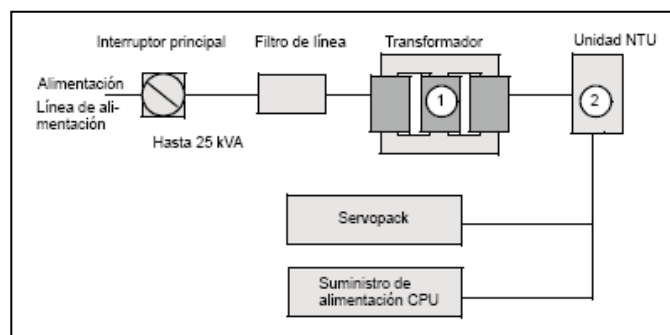 Interruptor principal
Filtro de línea
Transformador
Unidad NTU
Alimentación
Línea de ali-
mentación
Hasta 25 kVA
1
2
Servopack
Suministro de
alimentación CPU